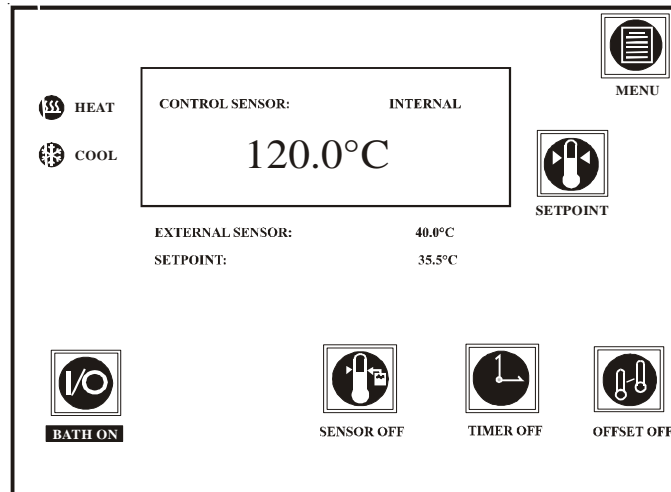 MENU
HEAT
CONTROL SENSOR: INTERNAL
COOL
120.0°C
SETPOINT
EXTERNAL SENSOR: 40.0°C
SETPOINT: 35.5°C
I/O
BATH ON
SENSOR OFF
TIMER OFF
OFFSET OFF